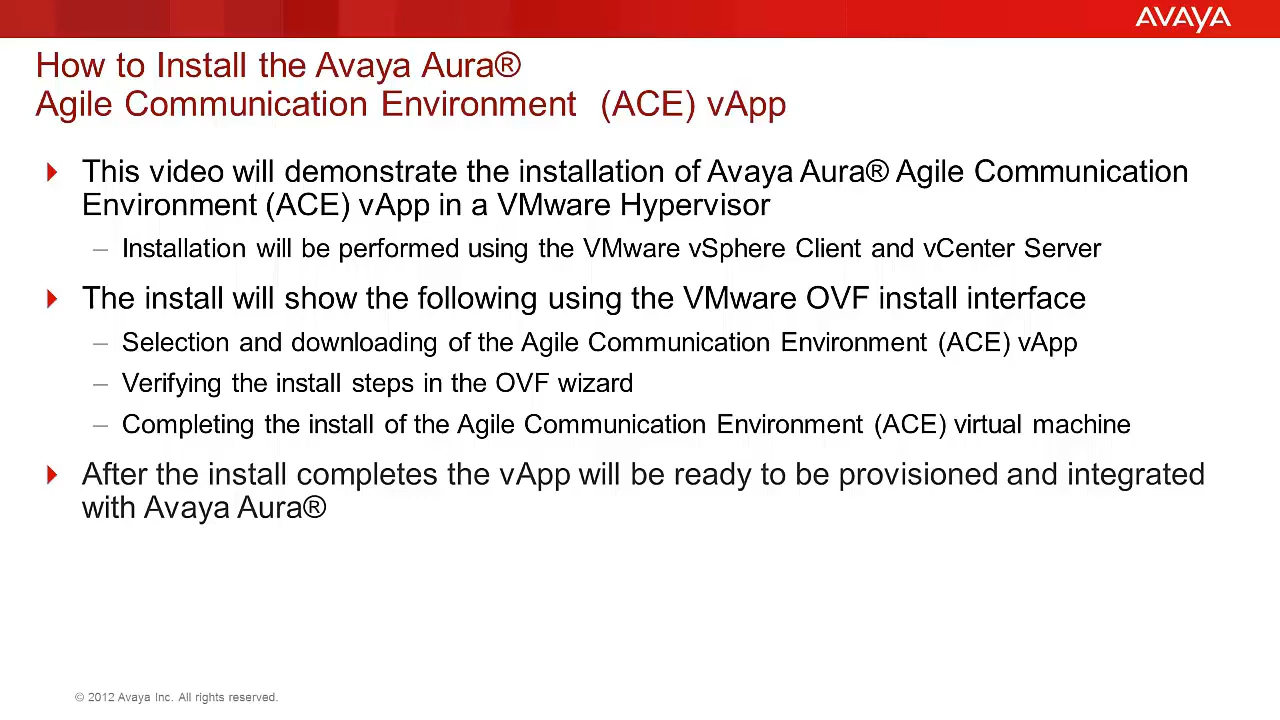 AVAYA
How to Install the Avaya Aura®
Agile Communication Environment (ACE) vApp
This video will demonstrate the installation of Avaya Aura® Agile Communication
Environment (ACE) vApp in a VMware Hypervisor
– Installation will be performed using the VMware vSphere Client and vCenter Server
The install will show the following using the VMware OVF install interface
– Selection and downloading of the Agile Communication Environment (ACE) vApp
– Verifying the install steps in the OVF wizard
– Completing the install of the Agile Communication Environment (ACE) virtual machine
After the install completes the vApp will be ready to be provisioned and integrated
with Avaya Aura®
© 2012 Avaya Inc. All rights reserved.